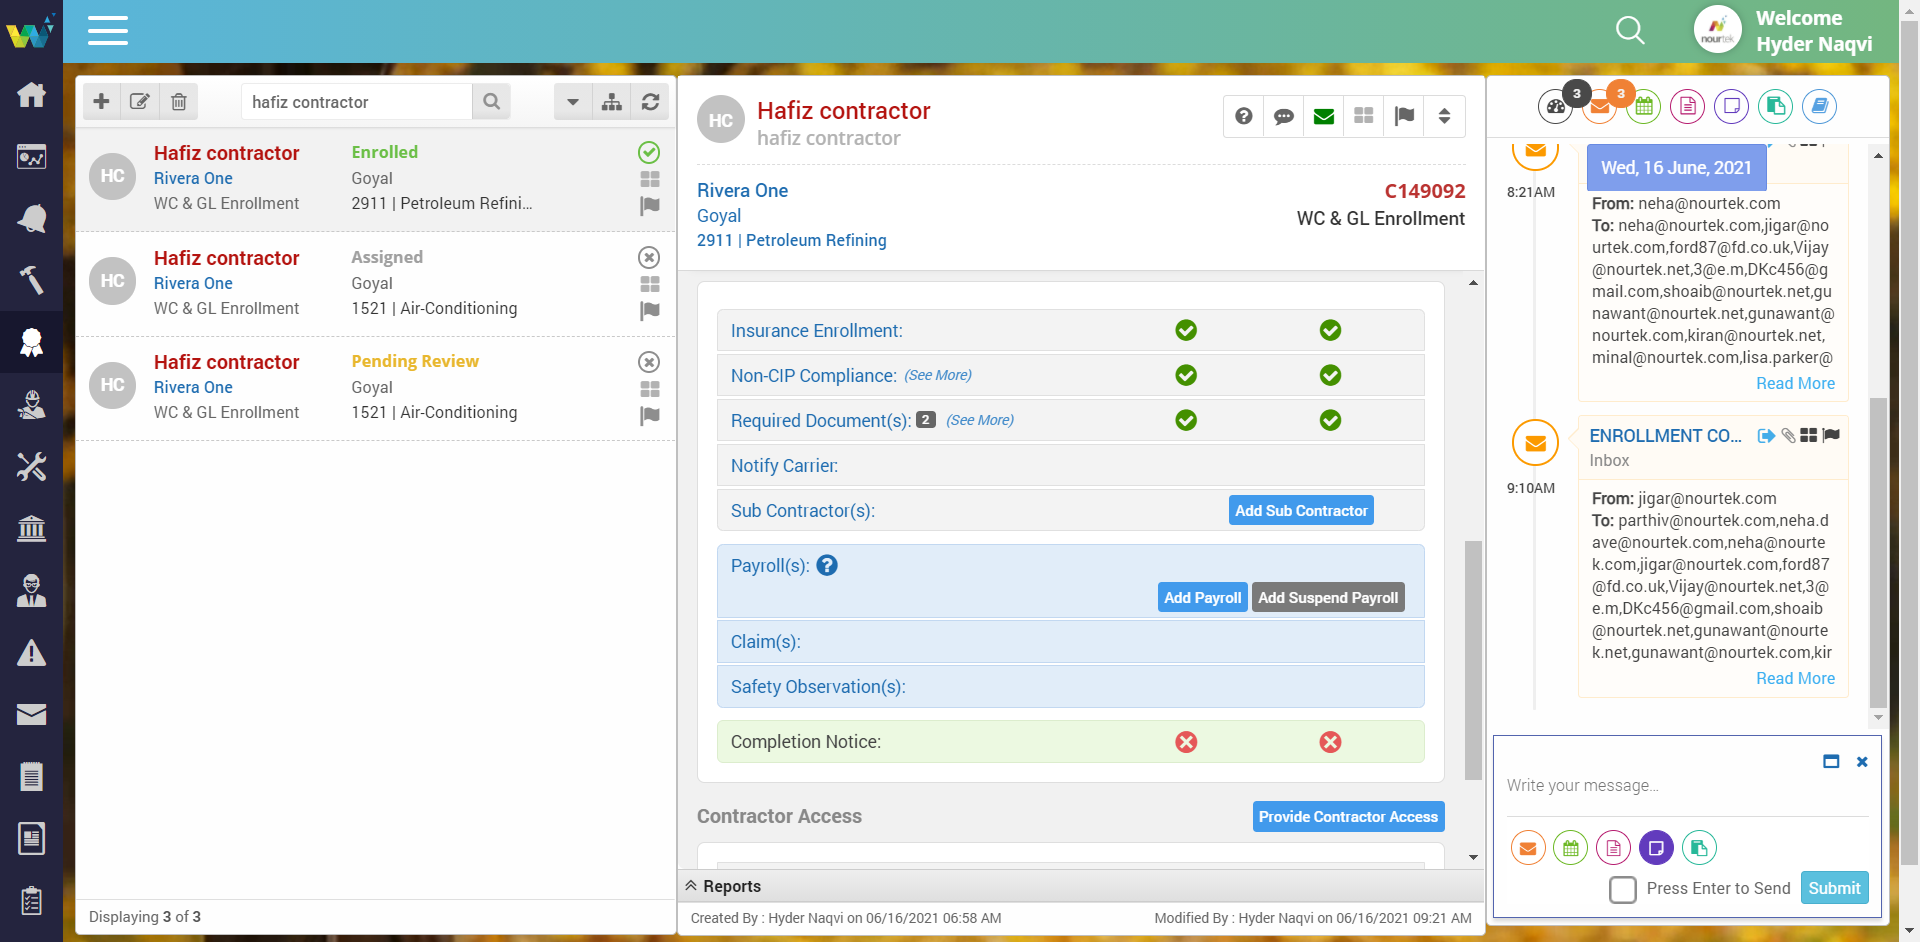 Welcome
Hyder Naqvi
nourtek
hafiz contractor
HC
Hafiz contractor
Enrolled
Rivera One
Goyal
WC & GL Enrollment
2911 | Petroleum Refini...
HC
Hafiz contractor
Assigned
Rivera One
Goyal
WC & GL Enrollment
1521 | Air-Conditioning
HC
Hafiz contractor
Pending Review
Rivera One
Goyal
WC & GL Enrollment
1521 | Air-Conditioning
Displaying 3 of 3
HC
Hafiz contractor
hafiz contractor
Rivera One
C149092
Goyal
WC & GL Enrollment
2911 | Petroleum Refining
Insurance Enrollment:
Non-CIP Compliance: (See More)
Required Document(s): 2 (See More)
Notify Carrier:
Sub Contractor(s):
Add Sub Contractor
Payroll(s):
Add Payroll
Add Suspend Payroll
Claim(s):
Safety Observation(s):
Completion Notice:
Contractor Access
Provide Contractor Access
Reports
Created By : Hyder Naqvi on 06/16/2021 06:58 AM
Modified By : Hyder Naqvi on 06/16/2021 09:21 AM
3
3
Wed, 16 June, 2021
8:21AM
From: neha@nourtek.com
To: neha@nourtek.com,jigar@no
urtek.com,ford87@fd.co.uk,Vijay
@nourtek.net,3@e.m,DKc456@g
mail.com,shoaib@nourtek.net,gu
nawant@nourtek.net,gunawant@
nourtek.com,kiran@nourtek.net,
minal@nourtek.com,lisa.parker@
Read More
ENROLLMENT CO...
Inbox
9:10AM
From: jigar@nourtek.com
To: parthiv@nourtek.com,neha.d
ave@nourtek.com,neha@nourte
k.com,jigar@nourtek.com,ford87
@fd.co.uk,Vijay@nourtek.net,3@
e.m,DKc456@gmail.com,shoaib
@nourtek.net,gunawant@nourte
k.net,gunawant@nourtek.com,kir
Read More
Write your message...
Press Enter to Send
Submit